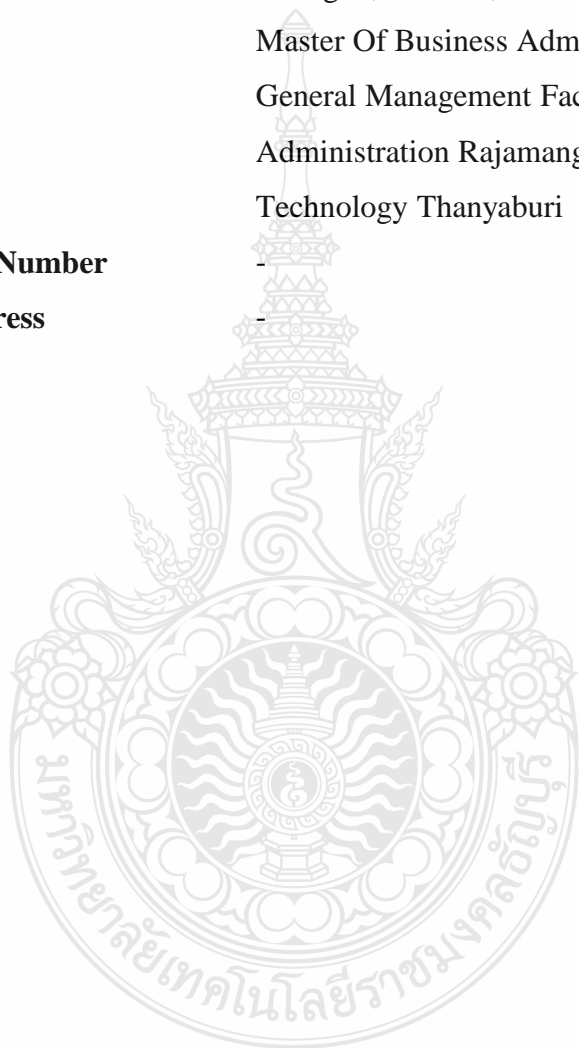 Master Of Business Adm
General Management Fac
Administration Rajamang
Technology Thanyaburi
Number -
ress -
มหาวิทยาลัยเทคโนโลยีราชมงคลธัญบุรี